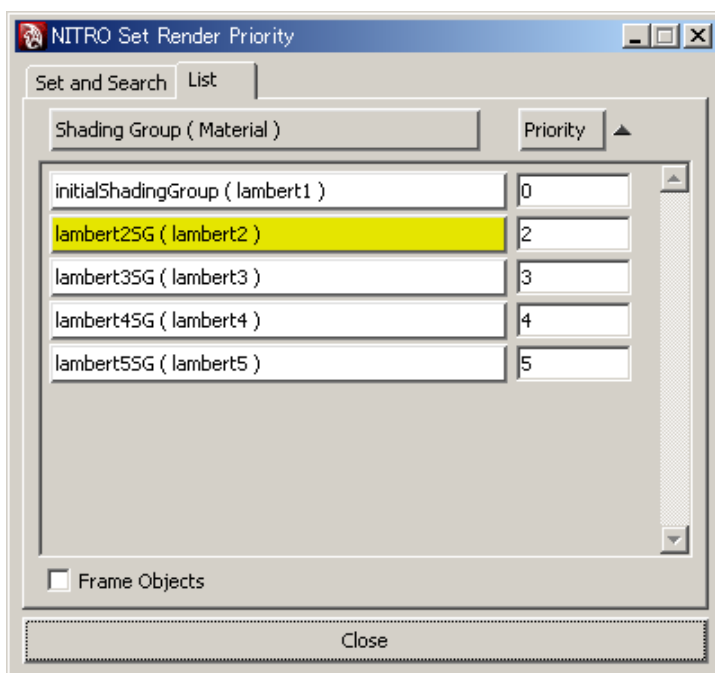 NITRO Set Render Priority
Set and Search List
Shading Group ( Material ) Priority
initialShadingGroup ( lambert1 ) 0
lambert2SG ( lambert2 ) 2
lambert3SG ( lambert3 ) 3
lambert4SG ( lambert4 ) 4
lambert5SG ( lambert5 ) 5
Frame Objects
Close